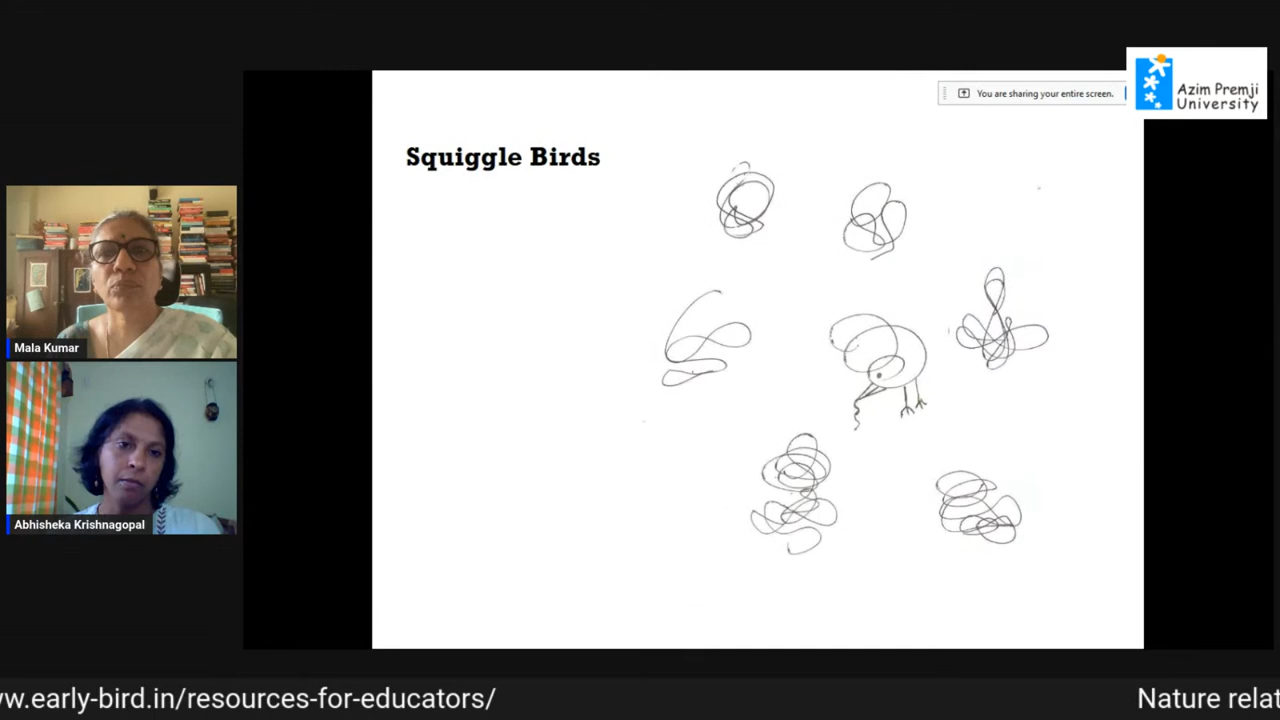 You are sharing your entire screen.
Azim Premji
University
Squiggle Birds
Mala Kumar
Abhisheka Krishnagopal
w.early-bird.in/resources-for-educators/
Nature relat